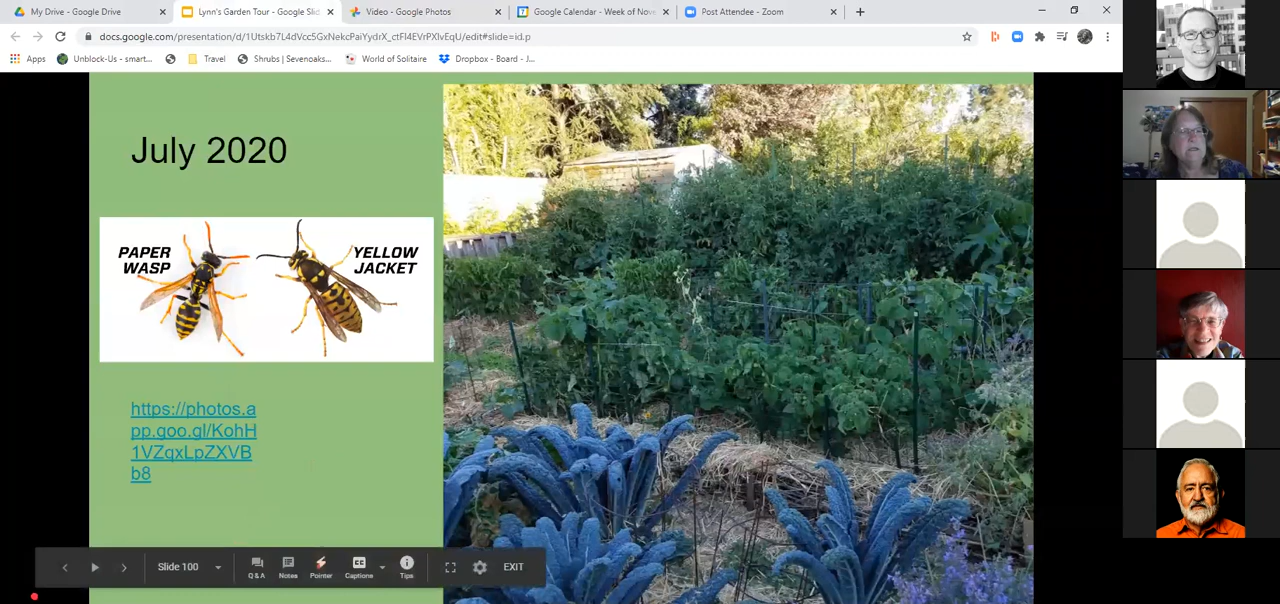 My Drive - Google Drive
Lynn's Garden Tour - Google Slid
Video - Google Photos
Google Calendar - Week of Nove
Post Attendee - Zoom
docs.google.com/presentation/d/1Utskb7L4dVcc5GxNekcPaiYydrX_ctFl4EVrPXlvEqU/edit#slide=id.p
Apps
Unblock-Us - smart...
Travel
Shrubs | Sevenoaks...
World of Solitaire
Dropbox - Board - J...
July 2020
PAPER
WASP
YELLOW
JACKET
https://photos.a
pp.goo.gl/KohH
1VZqxLpZXVB
b8
Slide 100
Q & A
Notes
Pointer
Captions
Tips
EXIT